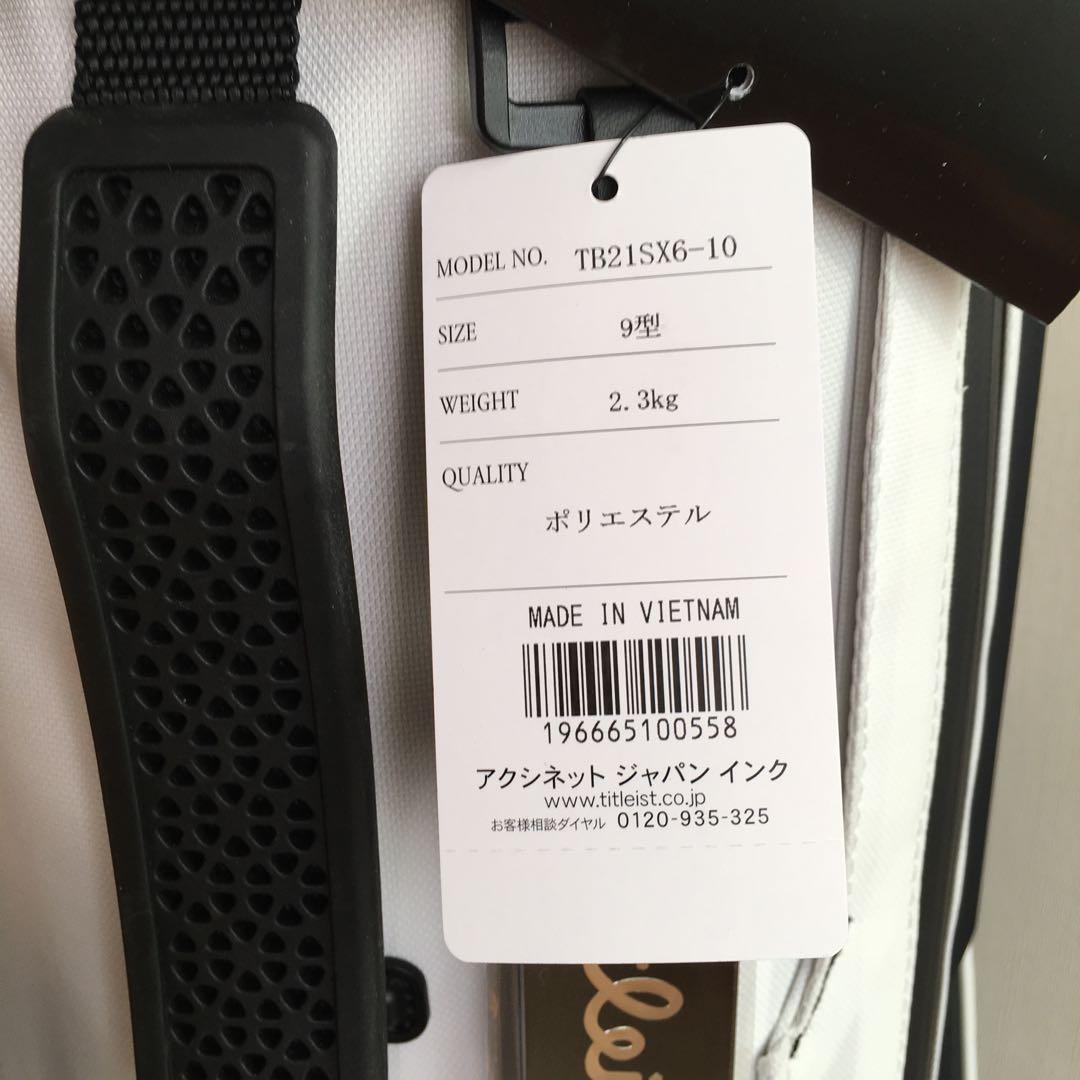 MODEL NO. TB21SX6-10
SIZE 9型
WEIGHT 2.3kg
QUALITY
ポリエステル
MADE IN VIETNAM
196665100558
アクシネット ジャパン インク
www.titleist.co.jp
お客様相談ダイヤル 0120-935-325